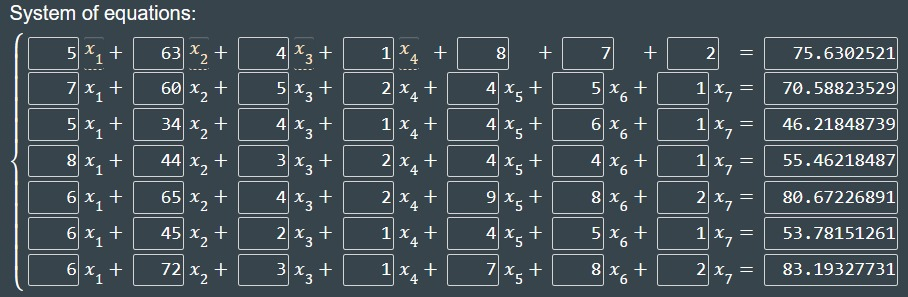 System of equations:
5 x1 + 63 x2 + 4 x3 + 1 x4 + 8 + 7 + 2 = 75.6302521
7 x1 + 60 x2 + 5 x3 + 2 x4 + 4 x5 + 5 x6 + 1 x7 = 70.58823529
5 x1 + 34 x2 + 4 x3 + 1 x4 + 4 x5 + 6 x6 + 1 x7 = 46.21848739
8 x1 + 44 x2 + 3 x3 + 2 x4 + 4 x5 + 4 x6 + 1 x7 = 55.46218487
6 x1 + 65 x2 + 4 x3 + 2 x4 + 9 x5 + 8 x6 + 2 x7 = 80.67226891
6 x1 + 45 x2 + 2 x3 + 1 x4 + 4 x5 + 5 x6 + 1 x7 = 53.78151261
6 x1 + 72 x2 + 3 x3 + 1 x4 + 7 x5 + 8 x6 + 2 x7 = 83.19327731